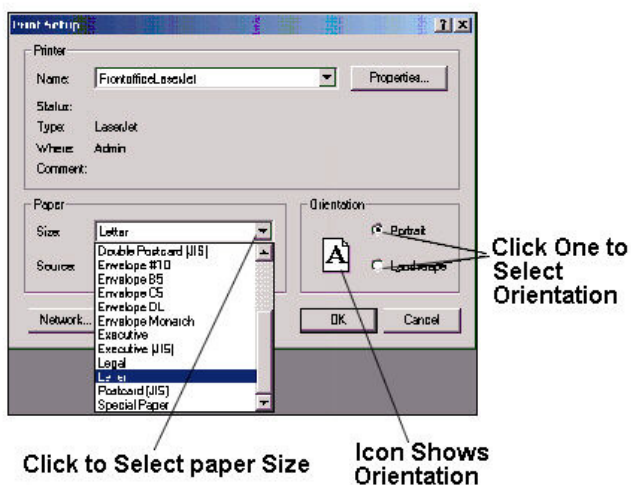 Print Setup
Printer
Name: FrontofficeLaserJet Properties...
Status:
Type: LaserJet
Where: Admin
Comment:
Paper
Size: Letter
Source:
Double Postcard (JIS)
Envelope #10
Envelope B5
Envelope C5
Envelope DL
Envelope Monarch
Executive
Executive (JIS)
Legal
Letter
Postcard (JIS)
Special Paper
Orientation
Portrait
A
Landscape
Network...
OK
Cancel
Click One to
Select
Orientation
Click to Select paper Size
Icon Shows
Orientation